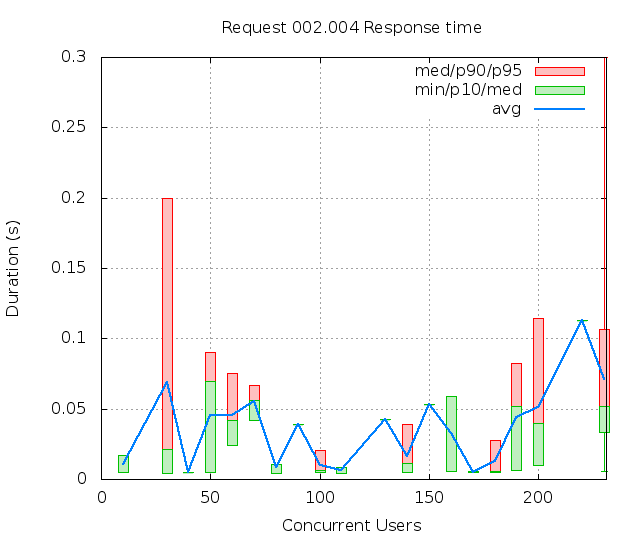 Request 002.004 Response time
med/p90/p95
min/p10/med
avg
0.3
0.25
0.2
0.15
0.1
0.05
0
Duration (s)
0 50 100 150 200
Concurrent Users